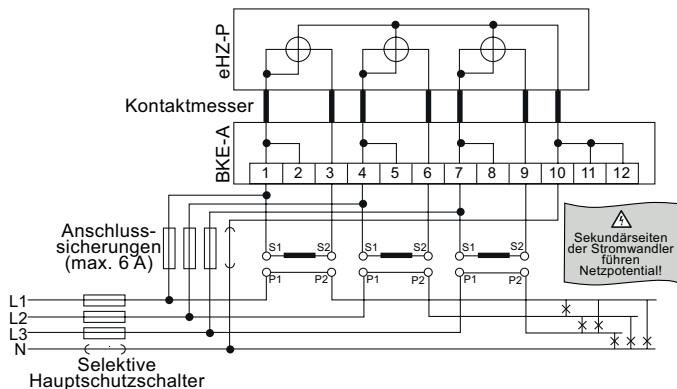 eHZ-P
Kontaktmesser
BKE-A
1 2 3 4 5 6 7 8 9 10 11 12
Anschluss-
sicherungen
(max. 6 A)
S1 S2 S1 S2 S1 S2
P1 P2 P1 P2 P1 P2
Sekundärseiten
der Stromwandler
führen
Netzpotential!
L1
L2
L3
N
Selektive
Hauptschutzschalter